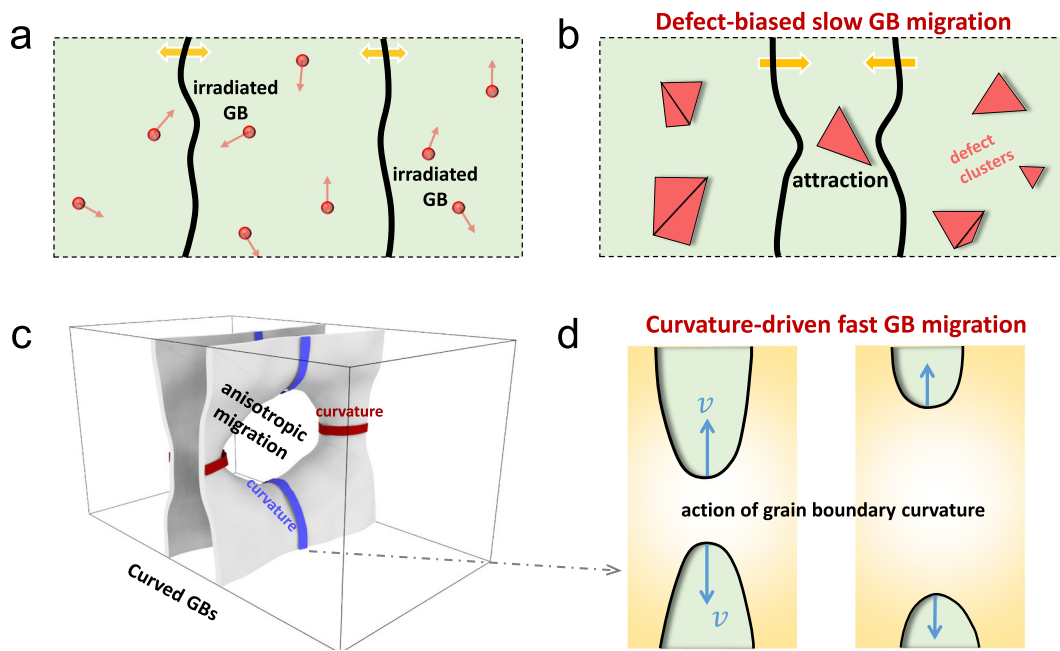 a
irradiated
GB
irradiated
GB
b
Defect-biased slow GB migration
attraction
defect
clusters
c
anisotropic
migration
curvature
curvature
Curved GBs
d
Curvature-driven fast GB migration
v
action of grain boundary curvature
v